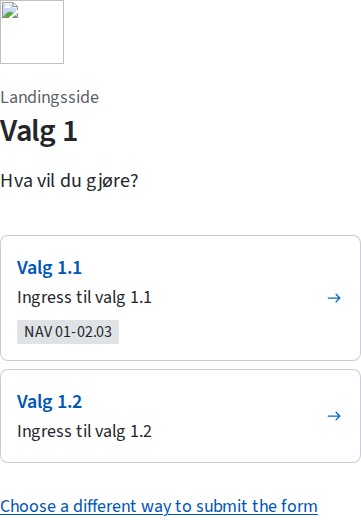 Landingsside
Valg 1
Hva vil du gjøre?
Valg 1.1
Ingress til valg 1.1
NAV 01-02.03
Valg 1.2
Ingress til valg 1.2
Choose a different way to submit the form